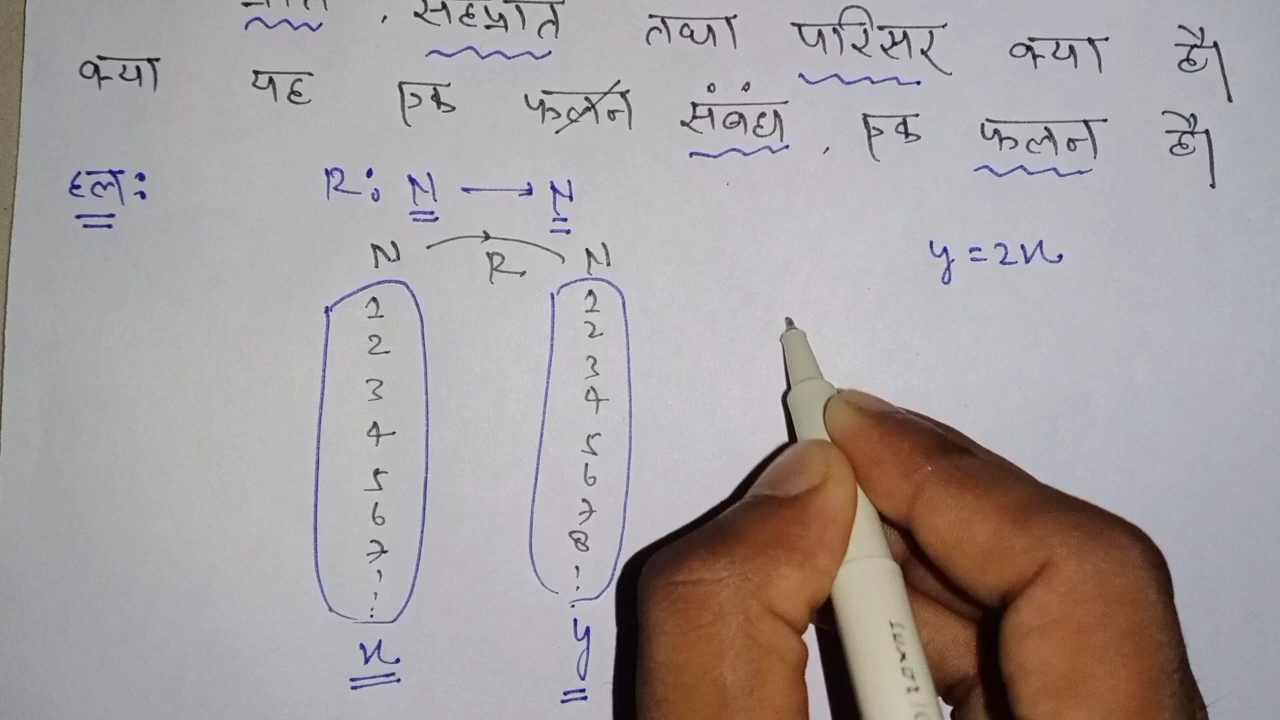 प्रांत , सहप्रांत तथा परिसर क्या है।
क्या यह एक फलन संबंध , एक फलन है।
हलः R: N → N
N R N
y = 2x
1 1
2 2
3 3
4 4
5 5
6 6
7 7
8
x y